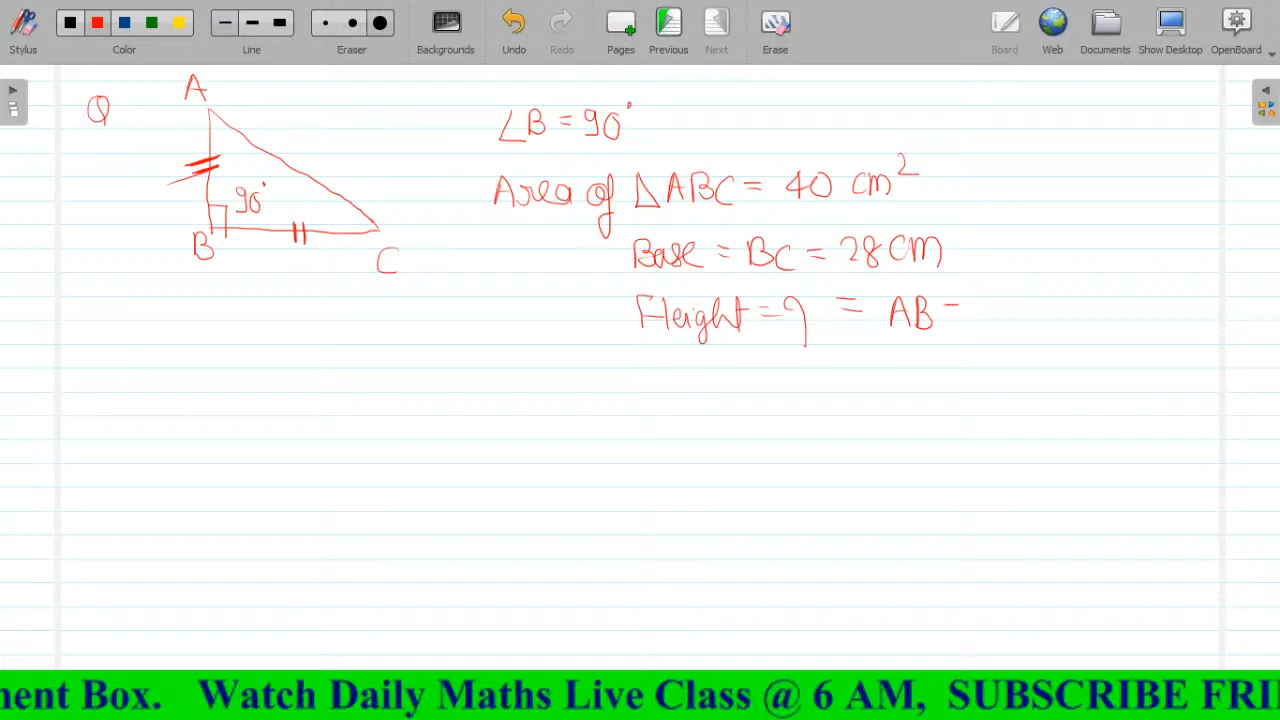 Stylus
Color
Line
Eraser
Backgrounds
Undo
Redo
Pages
Previous
Next
Erase
Board
Web
Documents
Show Desktop
OpenBoard
Q
A
90°
B
C
∠B = 90°
Area of △ABC = 40 cm²
Base = BC = 28 CM
Height = ? = AB -
nent Box. Watch Daily Maths Live Class @ 6 AM, SUBSCRIBE FRI